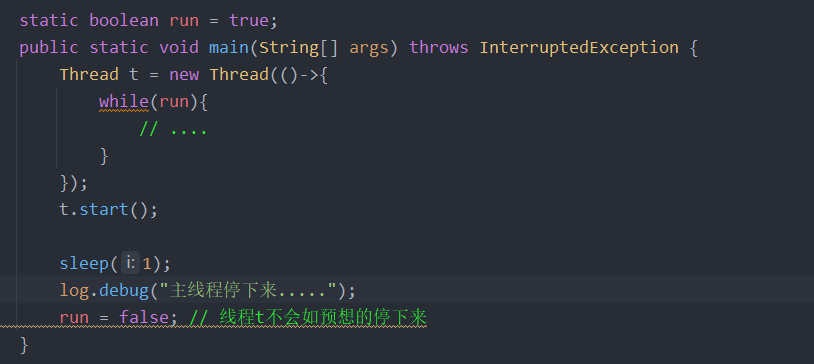 static boolean run = true;
public static void main(String[] args) throws InterruptedException {
    Thread t = new Thread(()->{
        while(run){
            // ....
        }
    });
    t.start();

    sleep( i: 1);
    log.debug("主线程停下来.....");
    run = false; // 线程t不会如预想的停下来
}